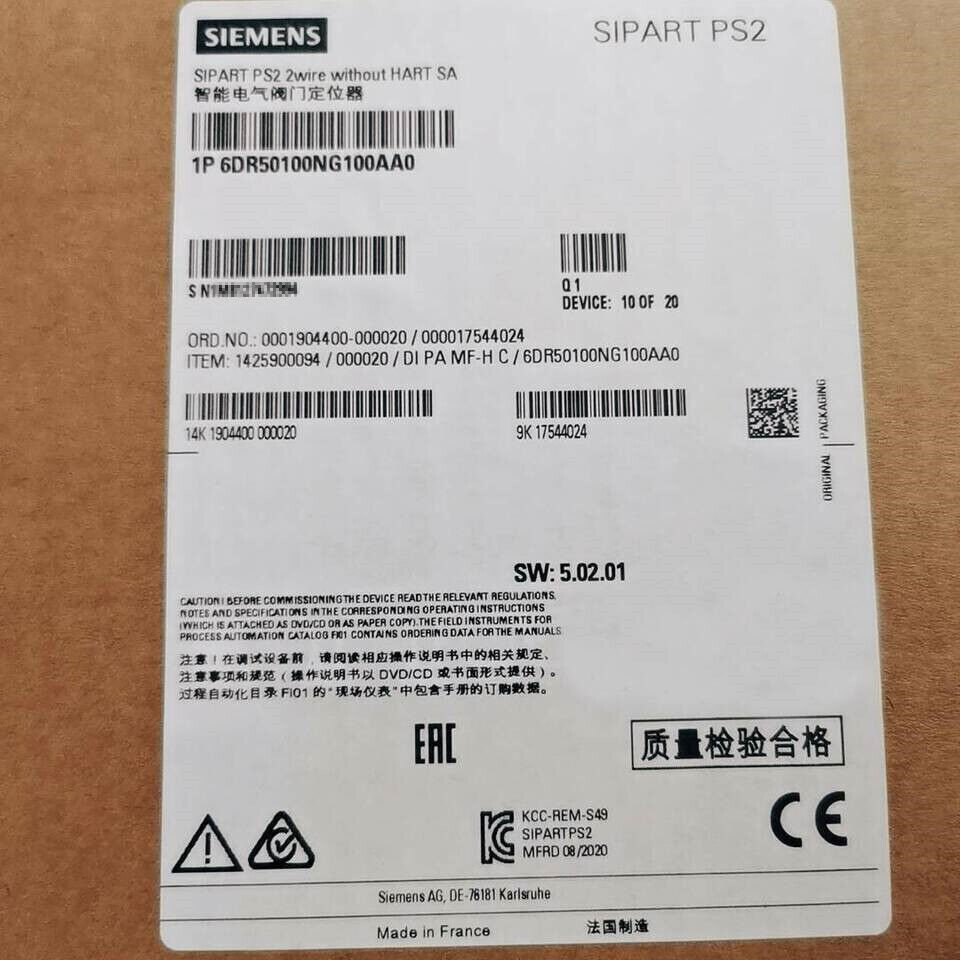 SIEMENS
SIPART PS2
SIPART PS2 2wire without HART SA
智能电气阀门定位器
1P 6DR50100NG100AA0
S N1M
Q 1
DEVICE: 10 OF 20
ORD.NO.: 0001904400-000020 / 000017544024
ITEM: 1425900094 / 000020 / DI PA MF-H C / 6DR50100NG100AA0
14K 1904400 000020
9K 17544024
ORIGINAL PACKAGING
SW: 5.02.01
CAUTION! BEFORE COMMISSIONING THE DEVICE READ THE RELEVANT REGULATIONS,
NOTES AND SPECIFICATIONS IN THE CORRESPONDING OPERATING INSTRUCTIONS
(WHICH IS ATTACHED AS DVD/CD OR AS PAPER COPY).THE FIELD INSTRUMENTS FOR
PROCESS AUTOMATION CATALOG FI01 CONTAINS ORDERING DATA FOR THE MANUALS.
注意！在调试设备前，请阅读相应操作说明书中的相关规定、
注意事项和规范（操作说明书以 DVD/CD 或书面形式提供）。
过程自动化目录 FI01 的“现场仪表”中包含手册的订购数据。
EAC
质量检验合格
KCC-REM-S49
SIPARTPS2
MFRD 08/2020
CE
Siemens AG, DE-76181 Karlsruhe
Made in France
法国制造